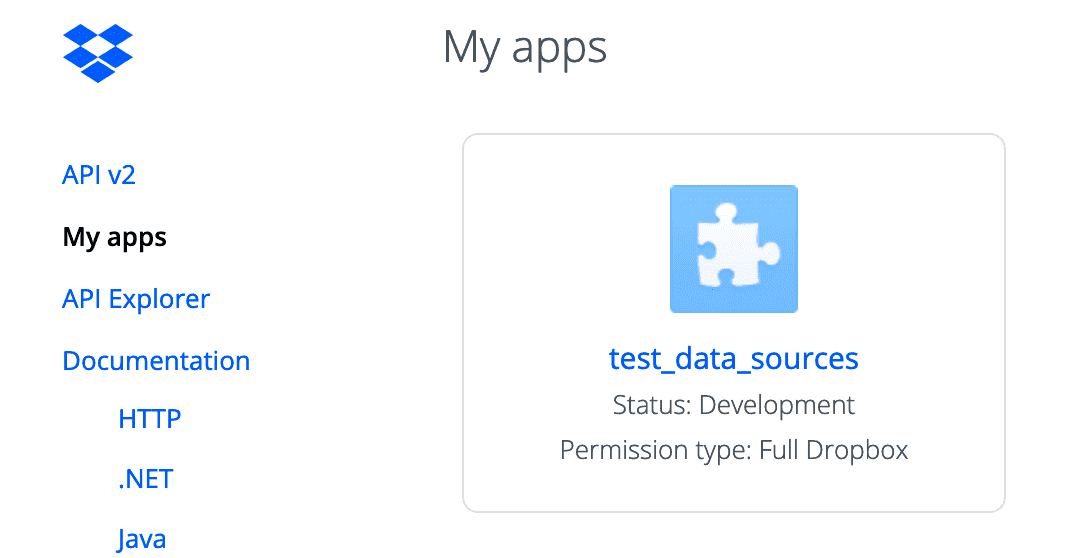 My apps
API v2
My apps
API Explorer
Documentation
HTTP
.NET
Java
test_data_sources
Status: Development
Permission type: Full Dropbox